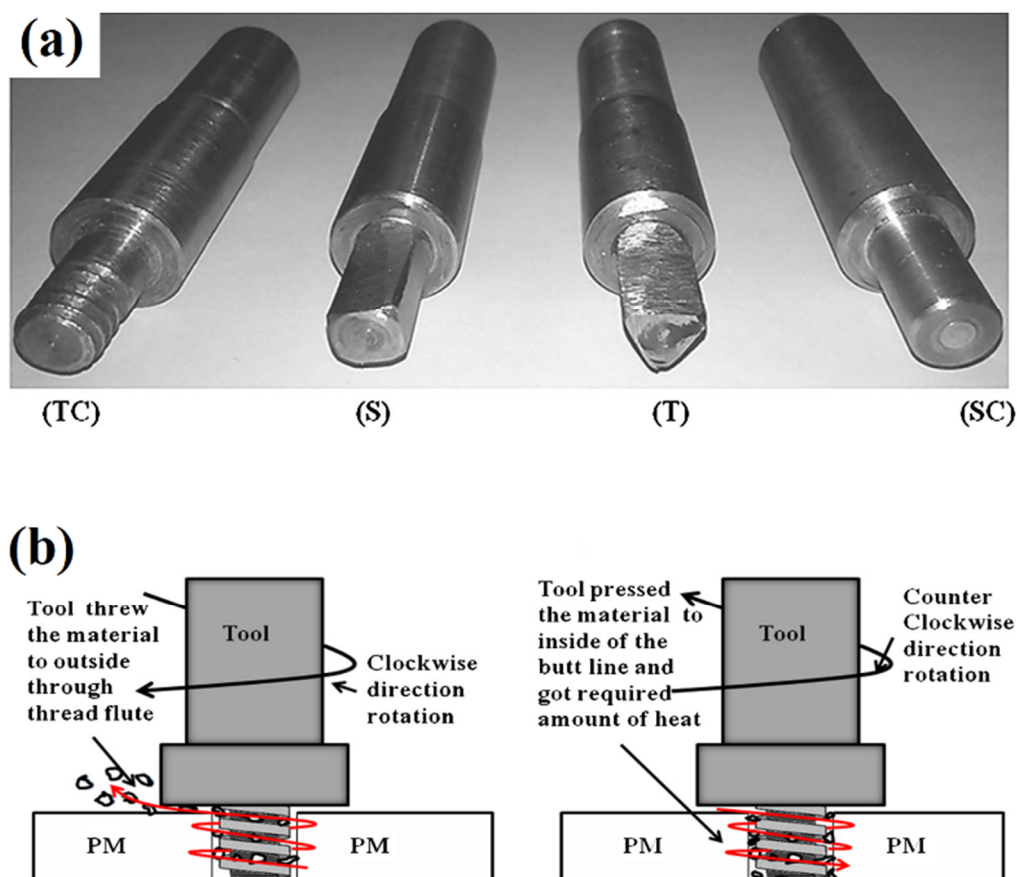 (a)
(TC)
(S)
(T)
(SC)
(b)
Tool threw
the material
to outside
through
thread flute
Tool
Clockwise
direction
rotation
PM
PM
Tool pressed
the material to
inside of the
butt line and
got required
amount of heat
Tool
Counter
Clockwise
direction
rotation
PM
PM